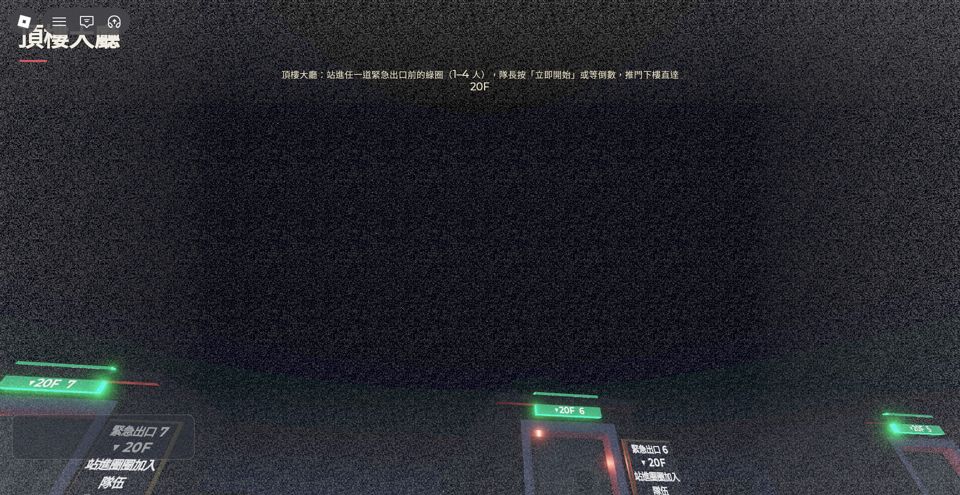 頂樓大廳
頂樓大廳：站進任一道緊急出口前的綠圈（1–4 人），隊長按「立即開始」或等倒數，推門下樓直達
20F
▼20F 7
緊急出口 7
▼ 20F
站進圈圈加入
隊伍
▼20F 6
緊急出口 6
▼ 20F
站進圈圈加入
隊伍
▼20F 5